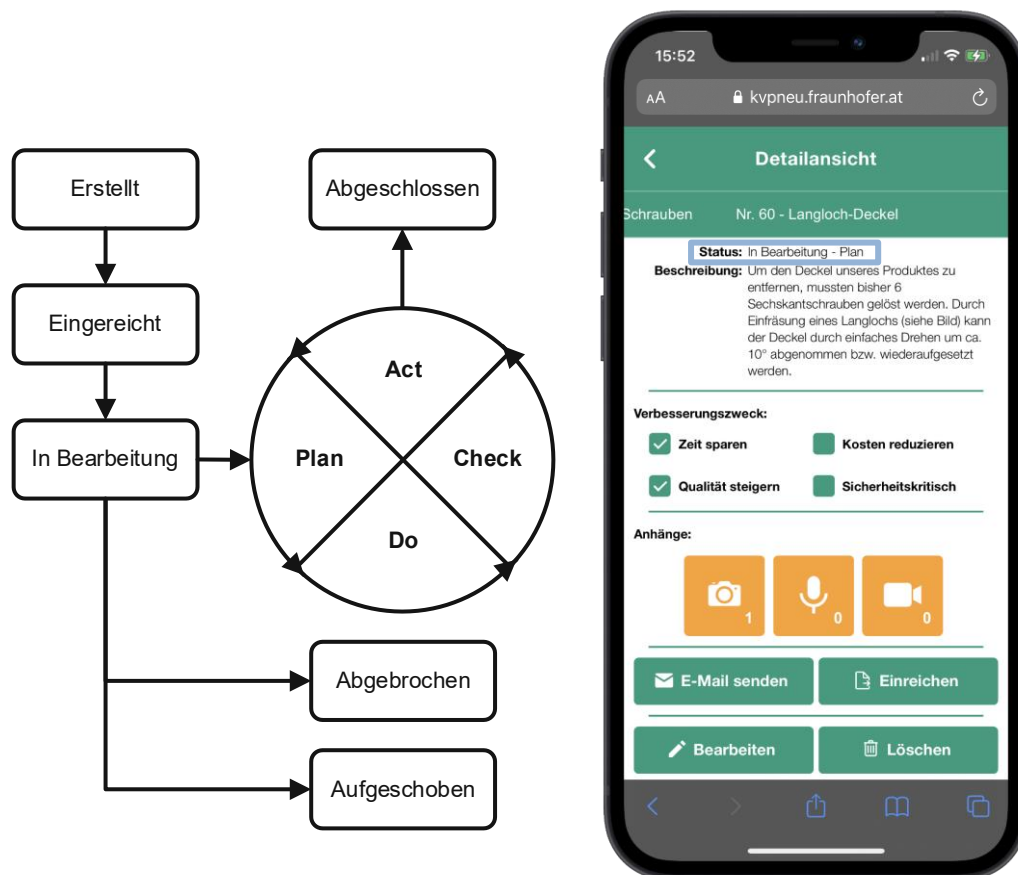 Erstellt
Eingereicht
In Bearbeitung
Abgeschlossen
Act
Plan
Check
Do
Abgebrochen
Aufgeschoben
15:52
AA
kvpneu.fraunhofer.at
Detailansicht
Schrauben
Nr. 60 - Langloch-Deckel
Status: In Bearbeitung - Plan
Beschreibung: Um den Deckel unseres Produktes zu
entfernen, mussten bisher 6
Sechskantschrauben gelöst werden. Durch
Einfräsung eines Langlochs (siehe Bild) kann
der Deckel durch einfaches Drehen um ca.
10° abgenommen bzw. wiederaufgesetzt
werden.
Verbesserungszweck:
Zeit sparen
Kosten reduzieren
Qualität steigern
Sicherheitskritisch
Anhänge:
1
0
0
E-Mail senden
Einreichen
Bearbeiten
Löschen